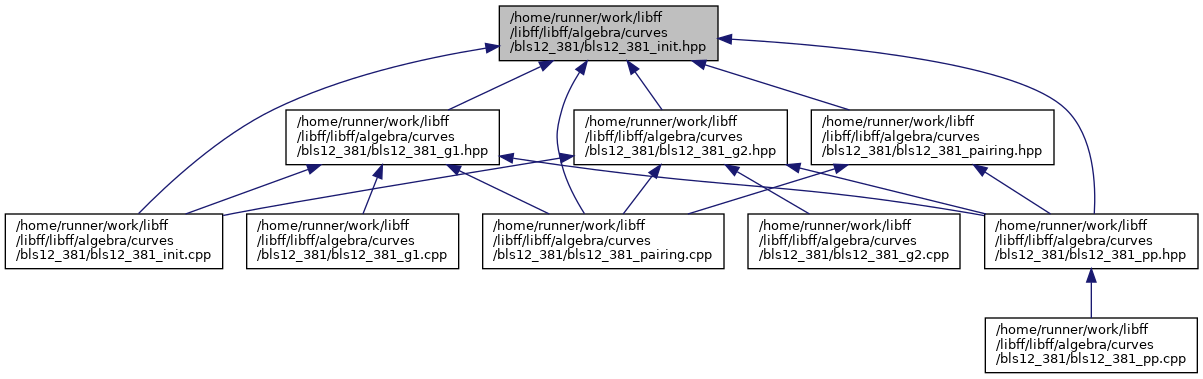 /home/runner/work/libff
/libff/libff/algebra/curves
/bls12_381/bls12_381_init.hpp
/home/runner/work/libff
/libff/libff/algebra/curves
/bls12_381/bls12_381_g1.hpp
/home/runner/work/libff
/libff/libff/algebra/curves
/bls12_381/bls12_381_g2.hpp
/home/runner/work/libff
/libff/libff/algebra/curves
/bls12_381/bls12_381_pairing.hpp
/home/runner/work/libff
/libff/libff/algebra/curves
/bls12_381/bls12_381_init.cpp
/home/runner/work/libff
/libff/libff/algebra/curves
/bls12_381/bls12_381_g1.cpp
/home/runner/work/libff
/libff/libff/algebra/curves
/bls12_381/bls12_381_pairing.cpp
/home/runner/work/libff
/libff/libff/algebra/curves
/bls12_381/bls12_381_g2.cpp
/home/runner/work/libff
/libff/libff/algebra/curves
/bls12_381/bls12_381_pp.hpp
/home/runner/work/libff
/libff/libff/algebra/curves
/bls12_381/bls12_381_pp.cpp